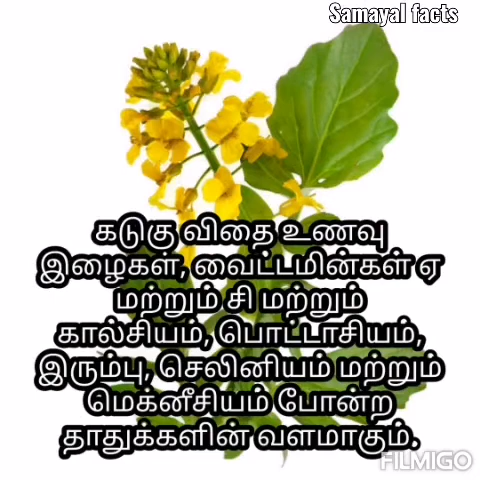 Samayal facts
கடுகு விதை உணவு
இழைகள், வைட்டமின்கள் ஏ
மற்றும் சி மற்றும்
கால்சியம், பொட்டாசியம்,
இரும்பு, செலினியம் மற்றும்
மெக்னீசியம் போன்ற
தாதுக்களின் வளமாகும்.
FILMIGO